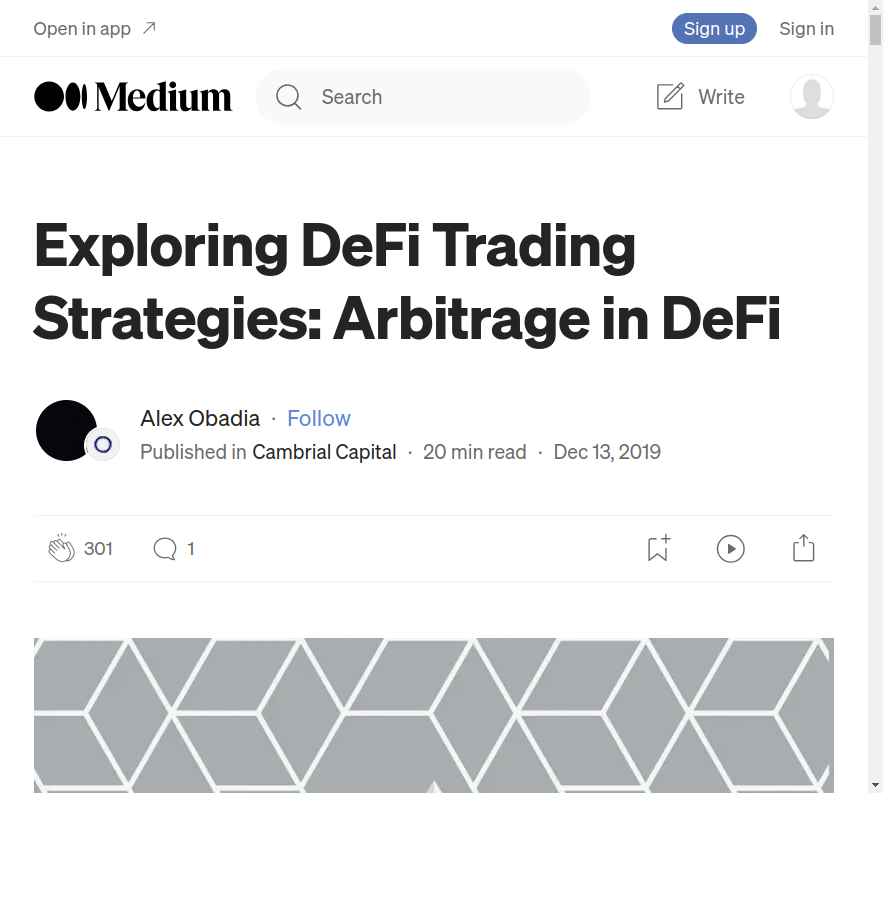 Open in app
Sign up
Sign in
Medium
Search
Write
Exploring DeFi Trading
Strategies: Arbitrage in DeFi
Alex Obadia · Follow
Published in Cambrial Capital · 20 min read · Dec 13, 2019
301
1